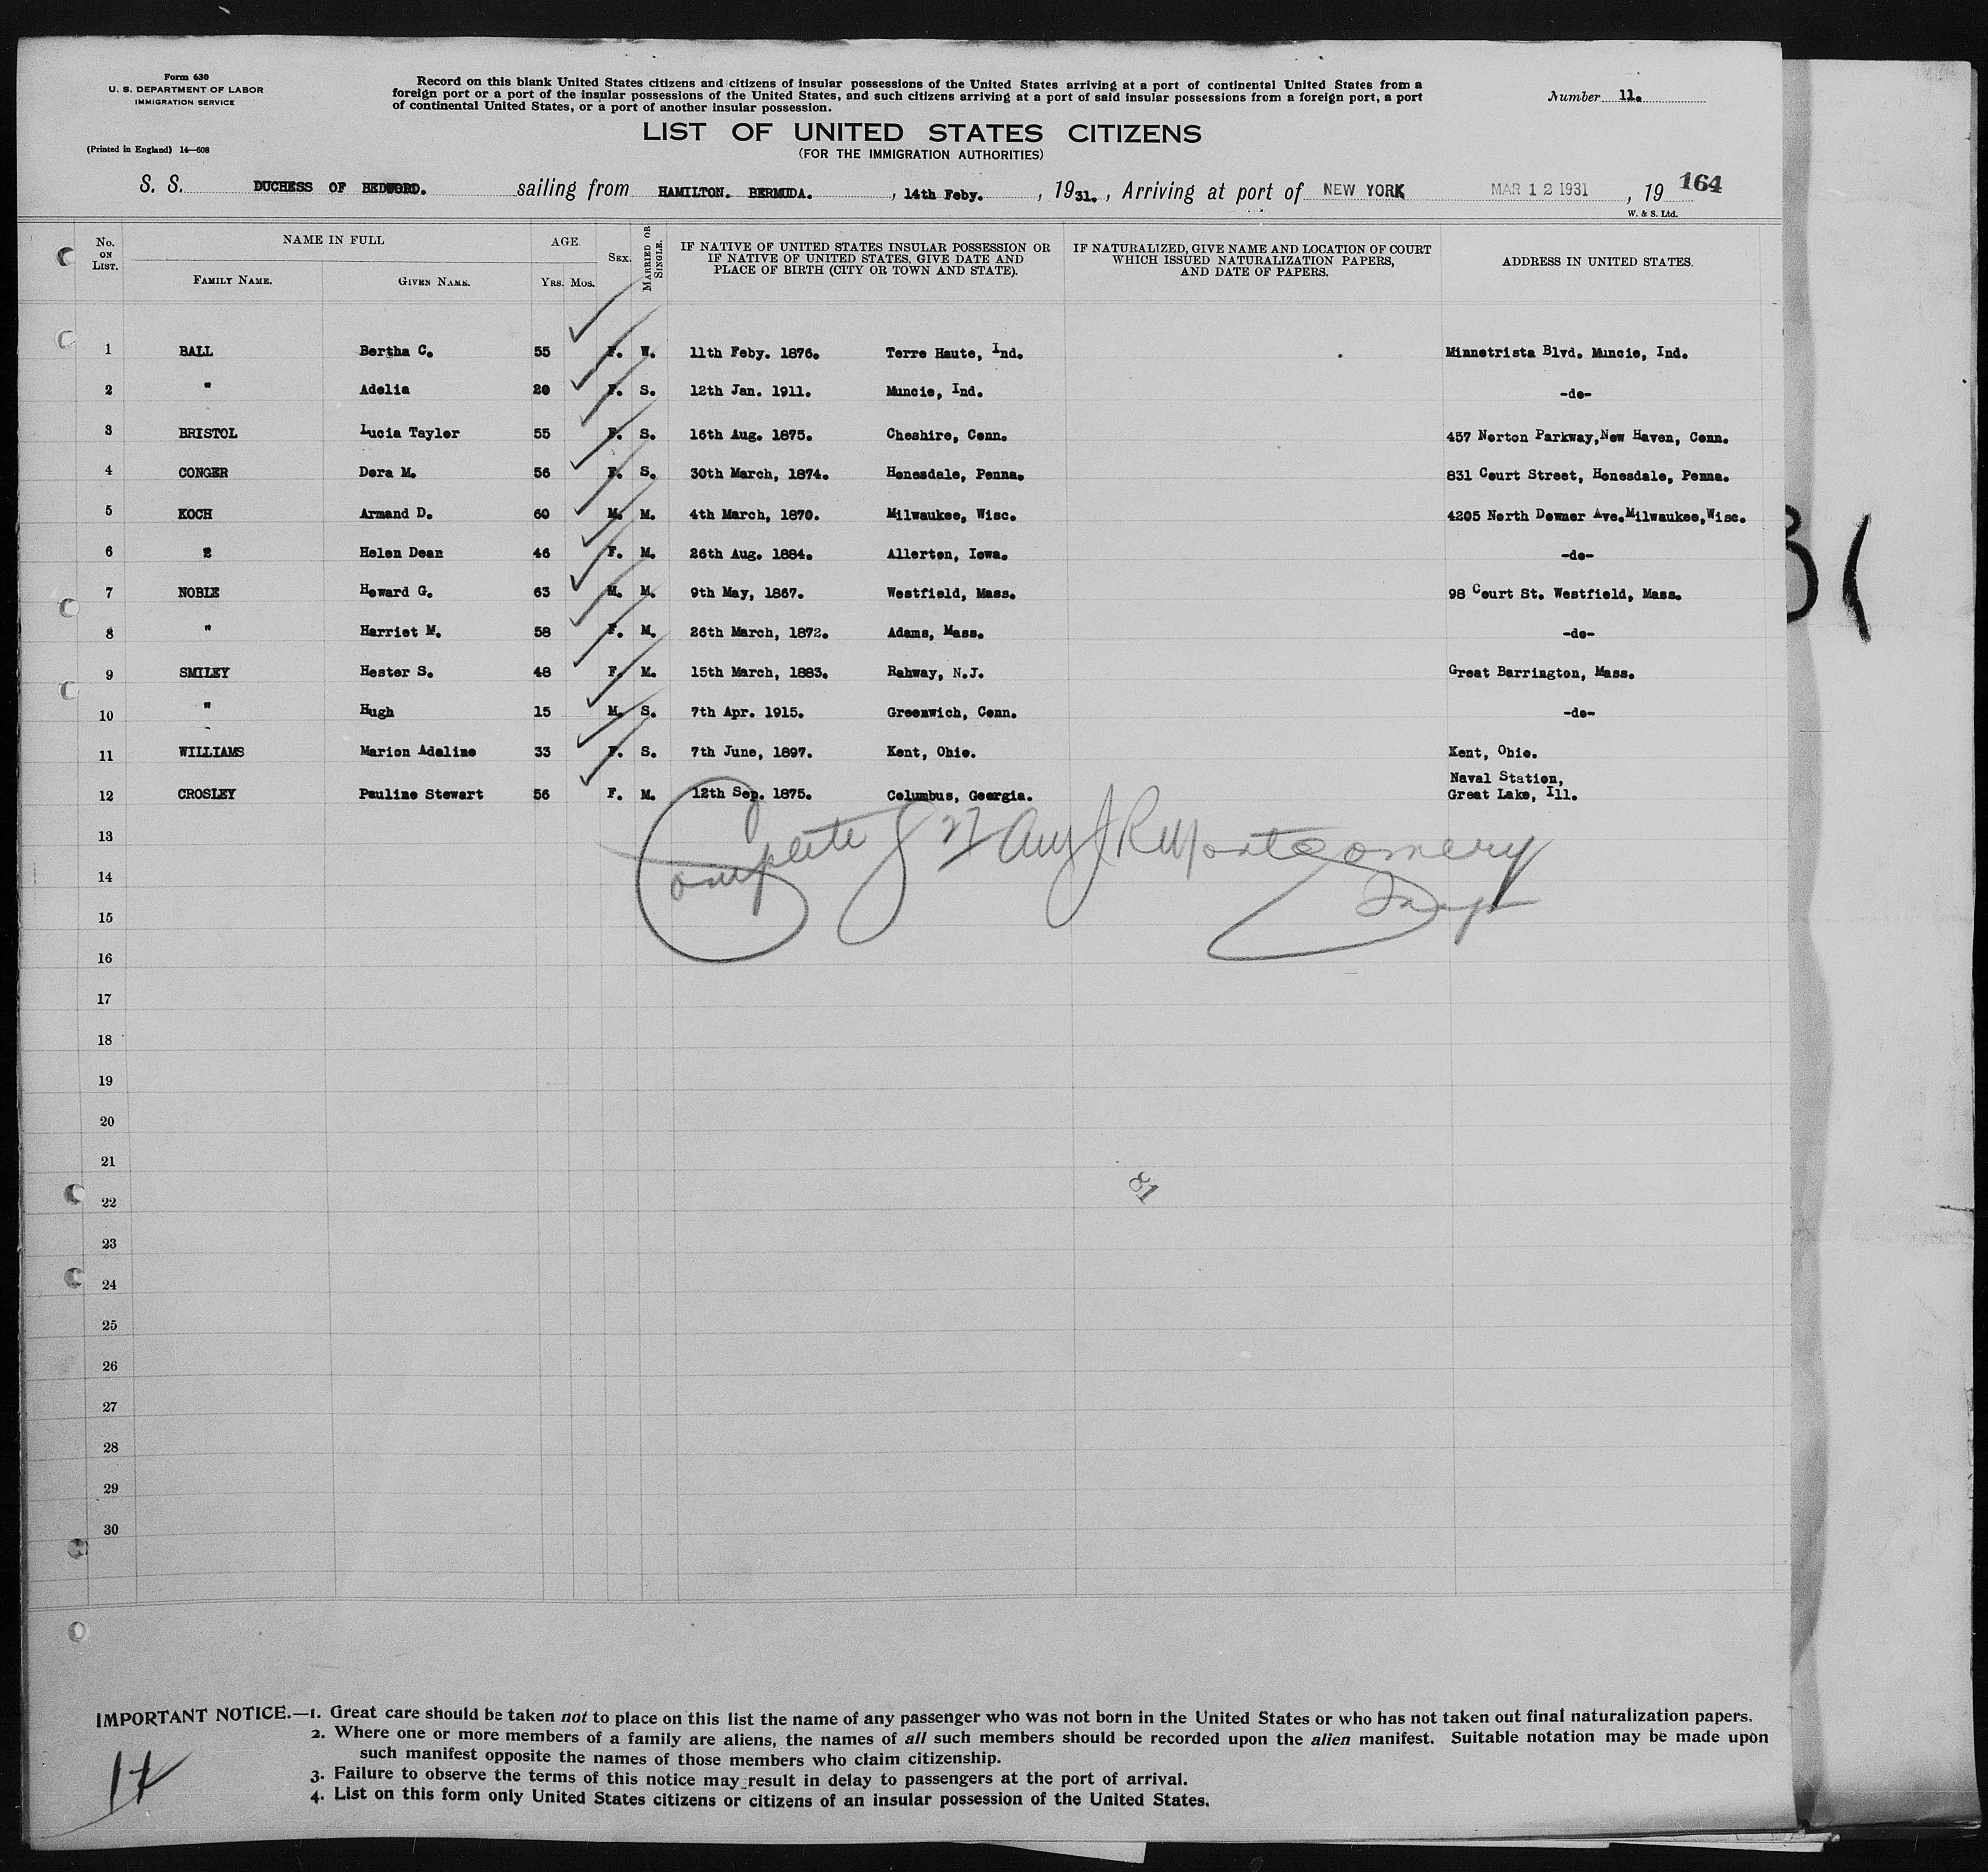 Form 630
U. S. DEPARTMENT OF LABOR
IMMIGRATION SERVICE
(Printed in England) 14—608
Record on this blank United States citizens and citizens of insular possessions of the United States arriving at a port of continental United States from a
foreign port or a port of the insular possessions of the United States, and such citizens arriving at a port of said insular possessions from a foreign port, a port
of continental United States, or a port of another insular possession.
Number 11.
LIST OF UNITED STATES CITIZENS
(FOR THE IMMIGRATION AUTHORITIES)
S. S. DUCHESS OF BEDFORD. sailing from HAMILTON. BERMUDA. , 14th Feby. , 1931. , Arriving at port of NEW YORK MAR 12 1931 , 19 164
W. & S. Ltd.
No. ON LIST. NAME IN FULL FAMILY NAME. GIVEN NAME. AGE. YRS. MOS. SEX. MARRIED OR SINGLE. IF NATIVE OF UNITED STATES INSULAR POSSESSION OR IF NATIVE OF UNITED STATES, GIVE DATE AND PLACE OF BIRTH (CITY OR TOWN AND STATE). IF NATURALIZED, GIVE NAME AND LOCATION OF COURT WHICH ISSUED NATURALIZATION PAPERS, AND DATE OF PAPERS. ADDRESS IN UNITED STATES.
1 BALL Bertha C. 55 F. W. 11th Feby. 1876. Terre Haute, Ind. Minnetrista Blvd. Muncie, Ind.
2 " Adelia 20 F. S. 12th Jan. 1911. Muncie, Ind. -do-
3 BRISTOL Lucia Tayler 55 F. S. 16th Aug. 1875. Cheshire, Conn. 457 Norton Parkway, New Haven, Conn.
4 CONGER Dora M. 56 F. S. 30th March, 1874. Honesdale, Penna. 831 Court Street, Honesdale, Penna.
5 KOCH Armand D. 60 M. M. 4th March, 1870. Milwaukee, Wisc. 4205 North Downer Ave. Milwaukee, Wisc.
6 " Helen Dean 46 F. M. 26th Aug. 1884. Allerton, Iowa. -do-
7 NOBLE Howard G. 63 M. M. 9th May, 1867. Westfield, Mass. 98 Court St. Westfield, Mass.
8 " Harriet M. 58 F. M. 26th March, 1872. Adams, Mass. -do-
9 SMILEY Hester S. 48 F. M. 15th March, 1883. Rahway, N.J. Great Barrington, Mass.
10 " Hugh 15 M. S. 7th Apr. 1915. Greenwich, Conn. -do-
11 WILLIAMS Marion Adaline 33 F. S. 7th June, 1897. Kent, Ohio. Kent, Ohio.
12 CROSLEY Pauline Stewart 56 F. M. 12th Sep. 1875. Columbus, Georgia. Naval Station,
Great Lake, Ill.
Complete J R Montgomery
Insp
13
14
15
16
17
18
19
20
21
22
23
24
25
26
27
28
29
30
81
IMPORTANT NOTICE.—1. Great care should be taken not to place on this list the name of any passenger who was not born in the United States or who has not taken out final naturalization papers.
2. Where one or more members of a family are aliens, the names of all such members should be recorded upon the alien manifest. Suitable notation may be made upon
such manifest opposite the names of those members who claim citizenship.
3. Failure to observe the terms of this notice may result in delay to passengers at the port of arrival.
4. List on this form only United States citizens or citizens of an insular possession of the United States.
17